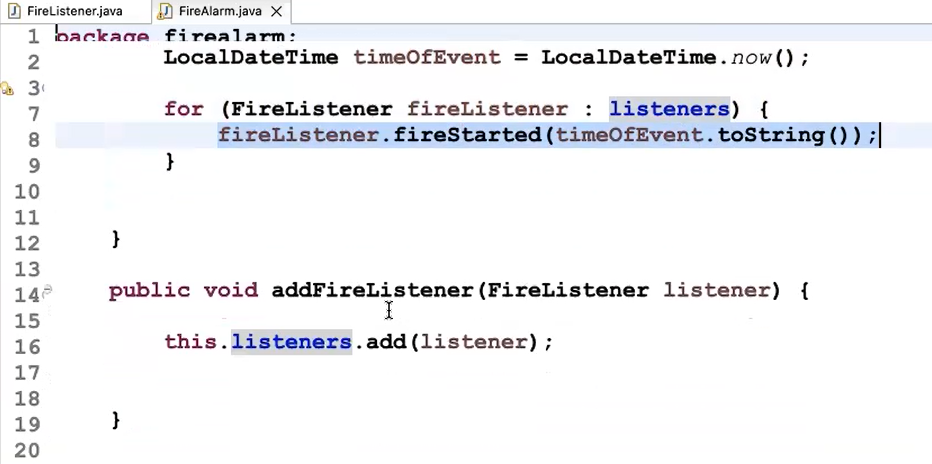 FireListener.java FireAlarm.java
1 package firealarm;
2 LocalDateTime timeOfEvent = LocalDateTime.now();
3
7 for (FireListener fireListener : listeners) {
8 fireListener.fireStarted(timeOfEvent.toString());
9 }
10
11
12 }
13
14 public void addFireListener(FireListener listener) {
15
16 this.listeners.add(listener);
17
18
19 }
20